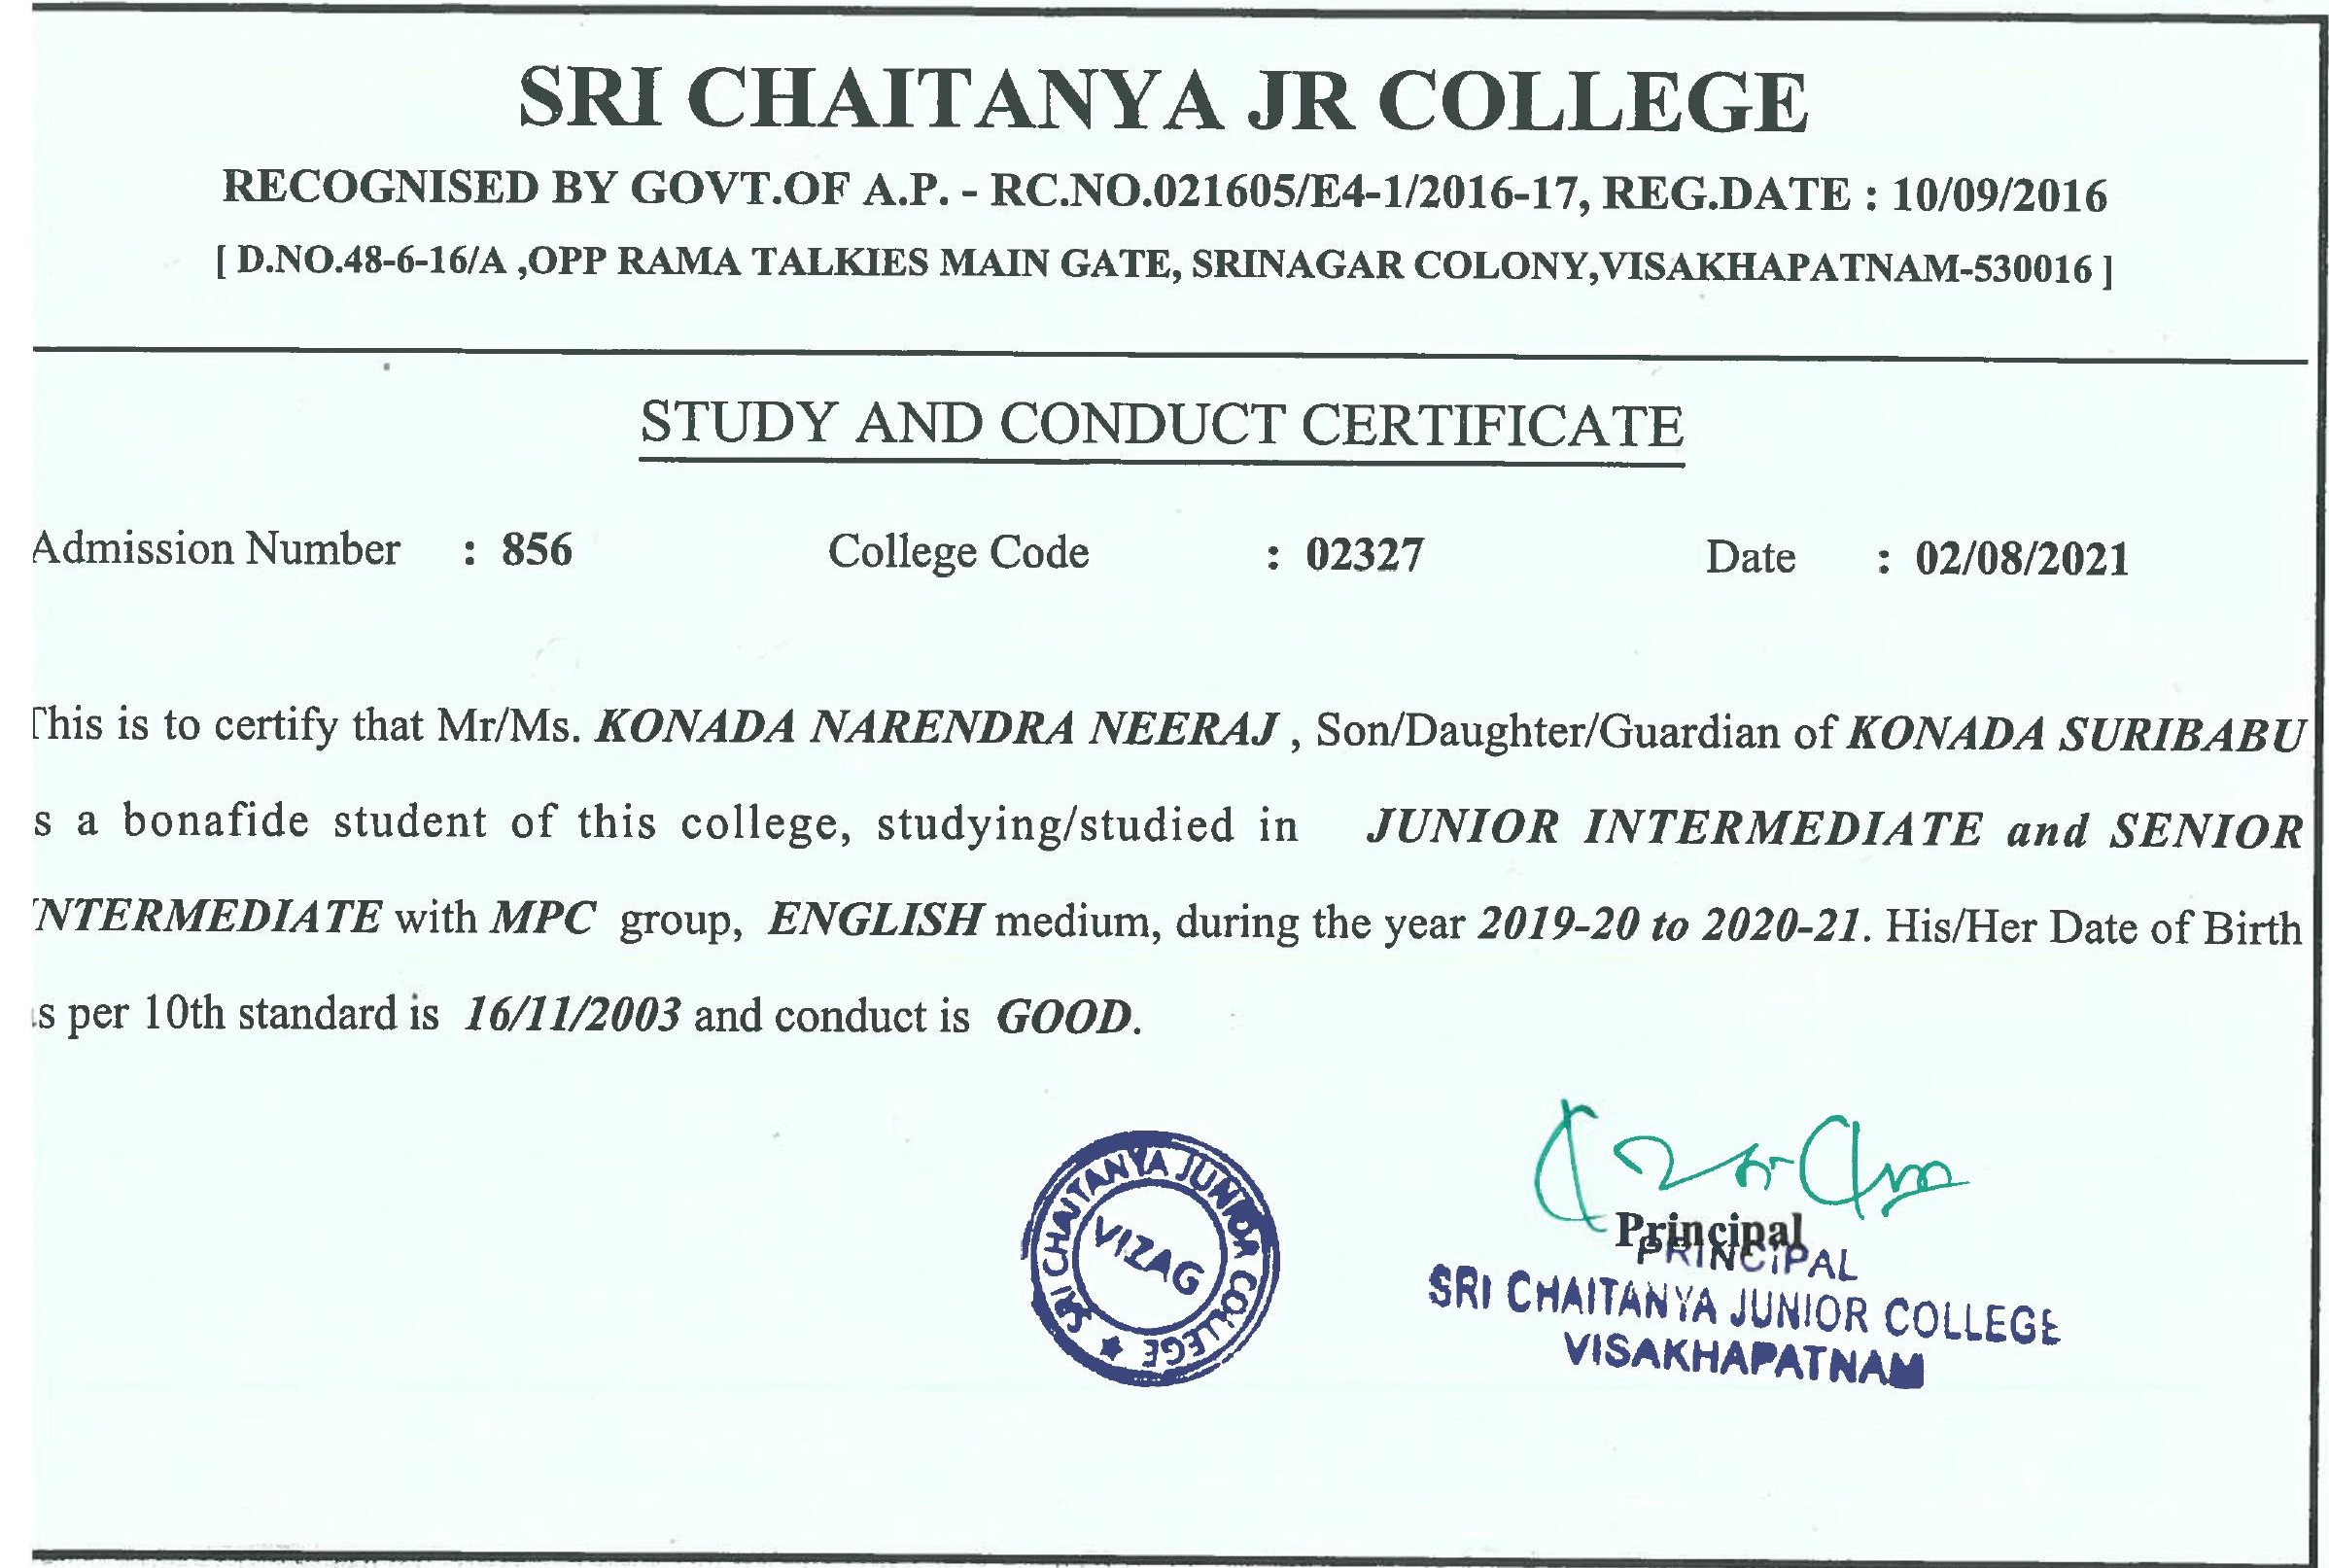 SRI CHAITANYA JR COLLEGE
RECOGNISED BY GOVT.OF A.P. - RC.NO.021605/E4-1/2016-17, REG.DATE : 10/09/2016
[ D.NO.48-6-16/A ,OPP RAMA TALKIES MAIN GATE, SRINAGAR COLONY,VISAKHAPATNAM-530016 ]
STUDY AND CONDUCT CERTIFICATE
Admission Number : 856 College Code : 02327 Date : 02/08/2021
This is to certify that Mr/Ms. KONADA NARENDRA NEERAJ , Son/Daughter/Guardian of KONADA SURIBABU
s a bonafide student of this college, studying/studied in JUNIOR INTERMEDIATE and SENIOR
NTERMEDIATE with MPC group, ENGLISH medium, during the year 2019-20 to 2020-21. His/Her Date of Birth
s per 10th standard is 16/11/2003 and conduct is GOOD.
SRI CHAITANYA JUNIOR COLLEGE ★
VIZAG
Principal
PRINCIPAL
SRI CHAITANYA JUNIOR COLLEGE
VISAKHAPATNAM